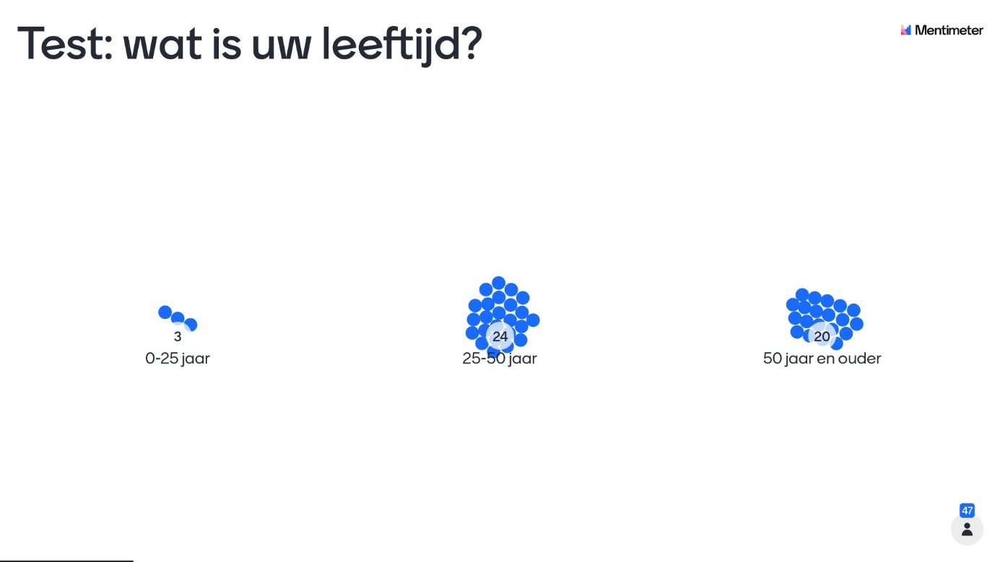 Test: wat is uw leeftijd?
Mentimeter
3
24
20
0-25 jaar
25-50 jaar
50 jaar en ouder
47